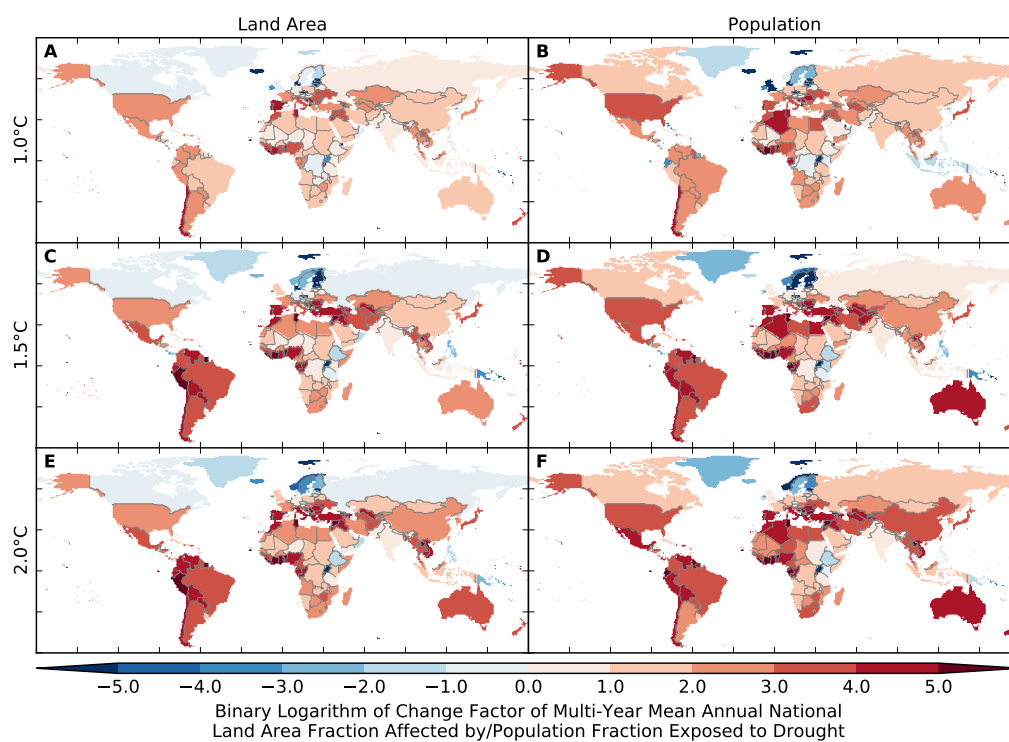 Land Area
Population
A
B
1.0°C
C
D
1.5°C
E
F
2.0°C
−5.0 −4.0 −3.0 −2.0 −1.0 0.0 1.0 2.0 3.0 4.0 5.0
Binary Logarithm of Change Factor of Multi-Year Mean Annual National
Land Area Fraction Affected by/Population Fraction Exposed to Drought